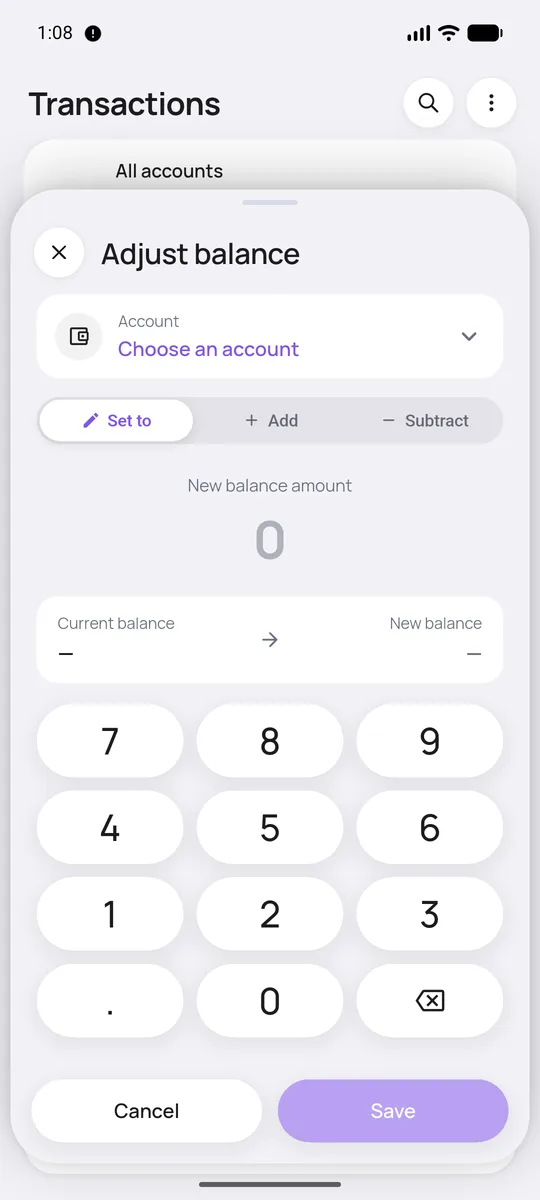 1:08
Transactions
All accounts
Adjust balance
Account
Choose an account
Set to
+ Add
− Subtract
New balance amount
0
Current balance
New balance
–
→
—
7
8
9
4
5
6
1
2
3
.
0
Cancel
Save